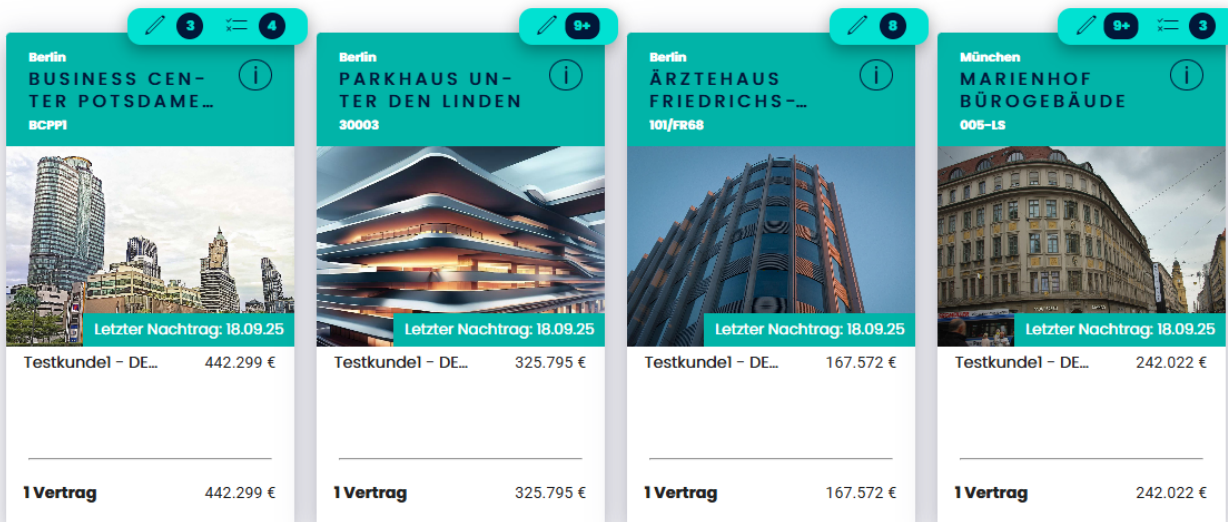 3 4
Berlin
BUSINESS CEN-
TER POTSDAME…
BCPP1
Letzter Nachtrag: 18.09.25
Testkunde1 - DE… 442.299 €
1 Vertrag 442.299 €
9+
Berlin
PARKHAUS UN-
TER DEN LINDEN
30003
Letzter Nachtrag: 18.09.25
Testkunde1 - DE… 325.795 €
1 Vertrag 325.795 €
8
Berlin
ÄRZTEHAUS
FRIEDRICHS-…
101/FR68
Letzter Nachtrag: 18.09.25
Testkunde1 - DE… 167.572 €
1 Vertrag 167.572 €
9+ 3
München
MARIENHOF
BÜROGEBÄUDE
005-LS
Letzter Nachtrag: 18.09.25
Testkunde1 - DE… 242.022 €
1 Vertrag 242.022 €